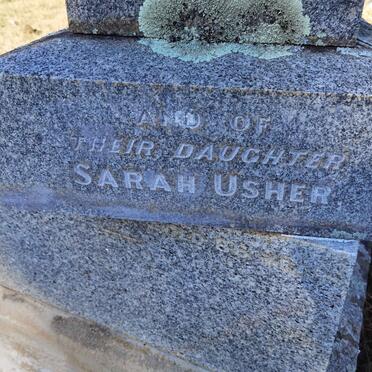 AND OF
THEIR DAUGHTER
SARAH USHER